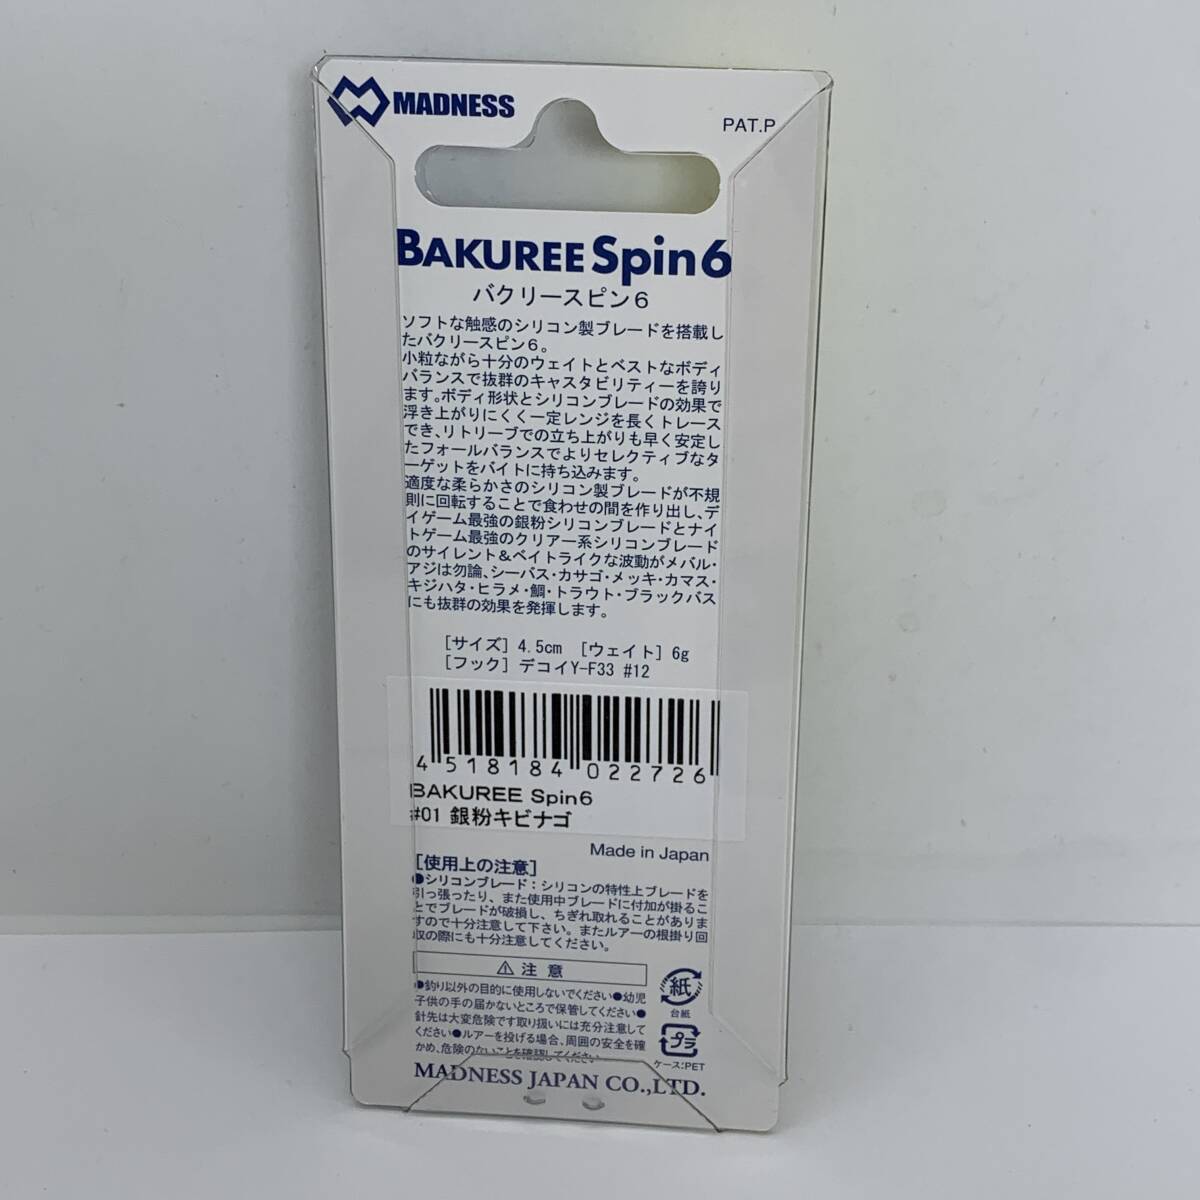 MADNESS
PAT.P
BAKUREE Spin6
バクリースピン6
ソフトな触感のシリコン製ブレードを搭載し
たバクリースピン6。
小粒ながら十分のウェイトとベストなボディ
バランスで抜群のキャスタビリティーを誇り
ます。ボディ形状とシリコンブレードの効果で
浮き上がりにくく一定レンジを長くトレース
でき、リトリーブでの立ち上がりも早く安定し
たフォールバランスでよりセレクティブなタ
ーゲットをバイトに持ち込みます。
適度な柔らかさのシリコン製ブレードが不規
則に回転することで食わせの間を作り出し、デ
イゲーム最強の銀粉シリコンブレードとナイ
トゲーム最強のクリアー系シリコンブレード
のサイレント&ベイトライクな波動がメバル・
アジは勿論、シーバス・カサゴ・メッキ・カマス・
キジハタ・ヒラメ・鯛・トラウト・ブラックバス
にも抜群の効果を発揮します。
[サイズ] 4.5cm [ウェイト] 6g
[フック] デコイY-F33 #12
4 518184 022726
BAKUREE Spin6
#01 銀粉キビナゴ
Made in Japan
[使用上の注意]
●シリコンブレード：シリコンの特性上ブレードを
引っ張ったり、また使用中ブレードに付加が掛るこ
とでブレードが破損し、ちぎれ取れることがありま
すので十分注意して下さい。またルアーの根掛り回
収の際にも十分注意してください。
⚠注意
●釣り以外の目的に使用しないでください●幼児
子供の手の届かないところで保管してください●
針先は大変危険です取り扱いには充分注意して
ください●ルアーを投げる場合、周囲の安全を確
かめ、危険のないことを確認してください
紙
台紙
プラ
ケース:PET
MADNESS JAPAN CO.,LTD.